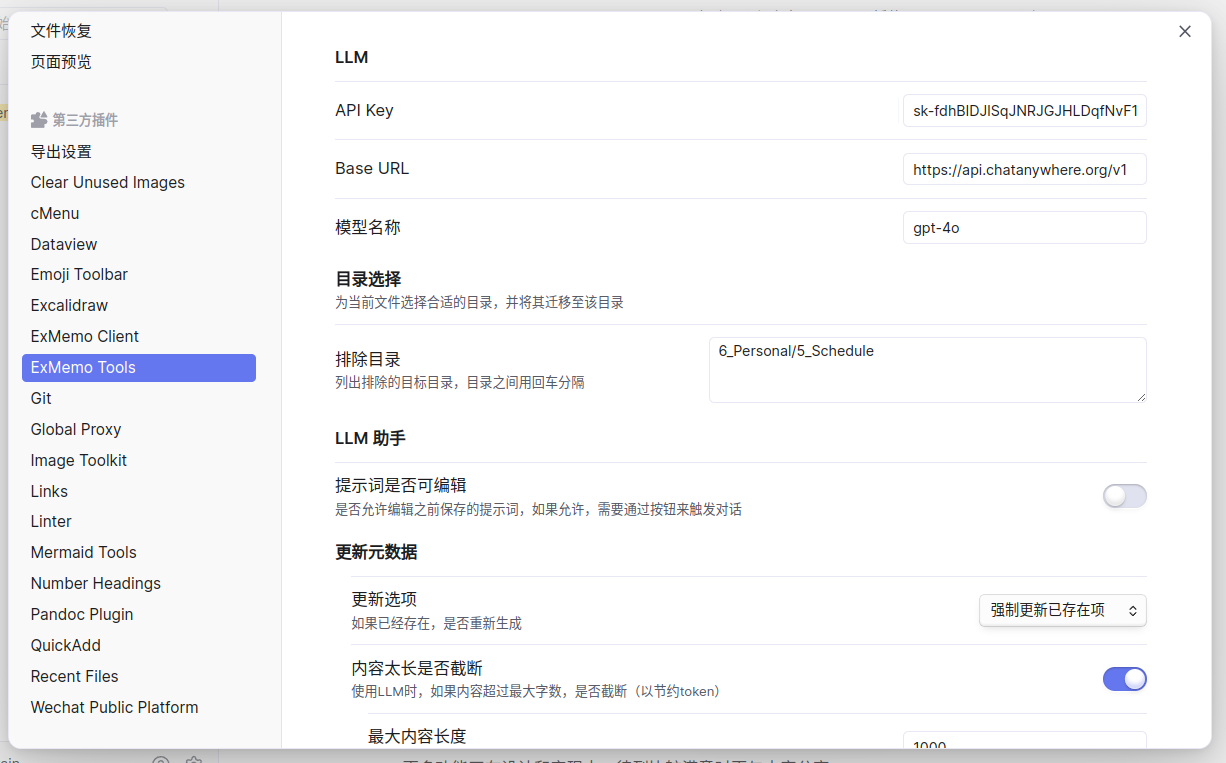 文件恢复
页面预览
第三方插件
导出设置
Clear Unused Images
cMenu
Dataview
Emoji Toolbar
Excalidraw
ExMemo Client
ExMemo Tools
Git
Global Proxy
Image Toolkit
Links
Linter
Mermaid Tools
Number Headings
Pandoc Plugin
QuickAdd
Recent Files
Wechat Public Platform
LLM
API Key
sk-fdhBIDJlSqJNRJGJHLDqfNvF1
Base URL
https://api.chatanywhere.org/v1
模型名称
gpt-4o
目录选择
为当前文件选择合适的目录，并将其迁移至该目录
排除目录
列出排除的目标目录，目录之间用回车分隔
6_Personal/5_Schedule
LLM 助手
提示词是否可编辑
是否允许编辑之前保存的提示词，如果允许，需要通过按钮来触发对话
更新元数据
更新选项
如果已经存在，是否重新生成
强制更新已存在项
内容太长是否截断
使用LLM时，如果内容超过最大字数，是否截断（以节约token）
最大内容长度
1000